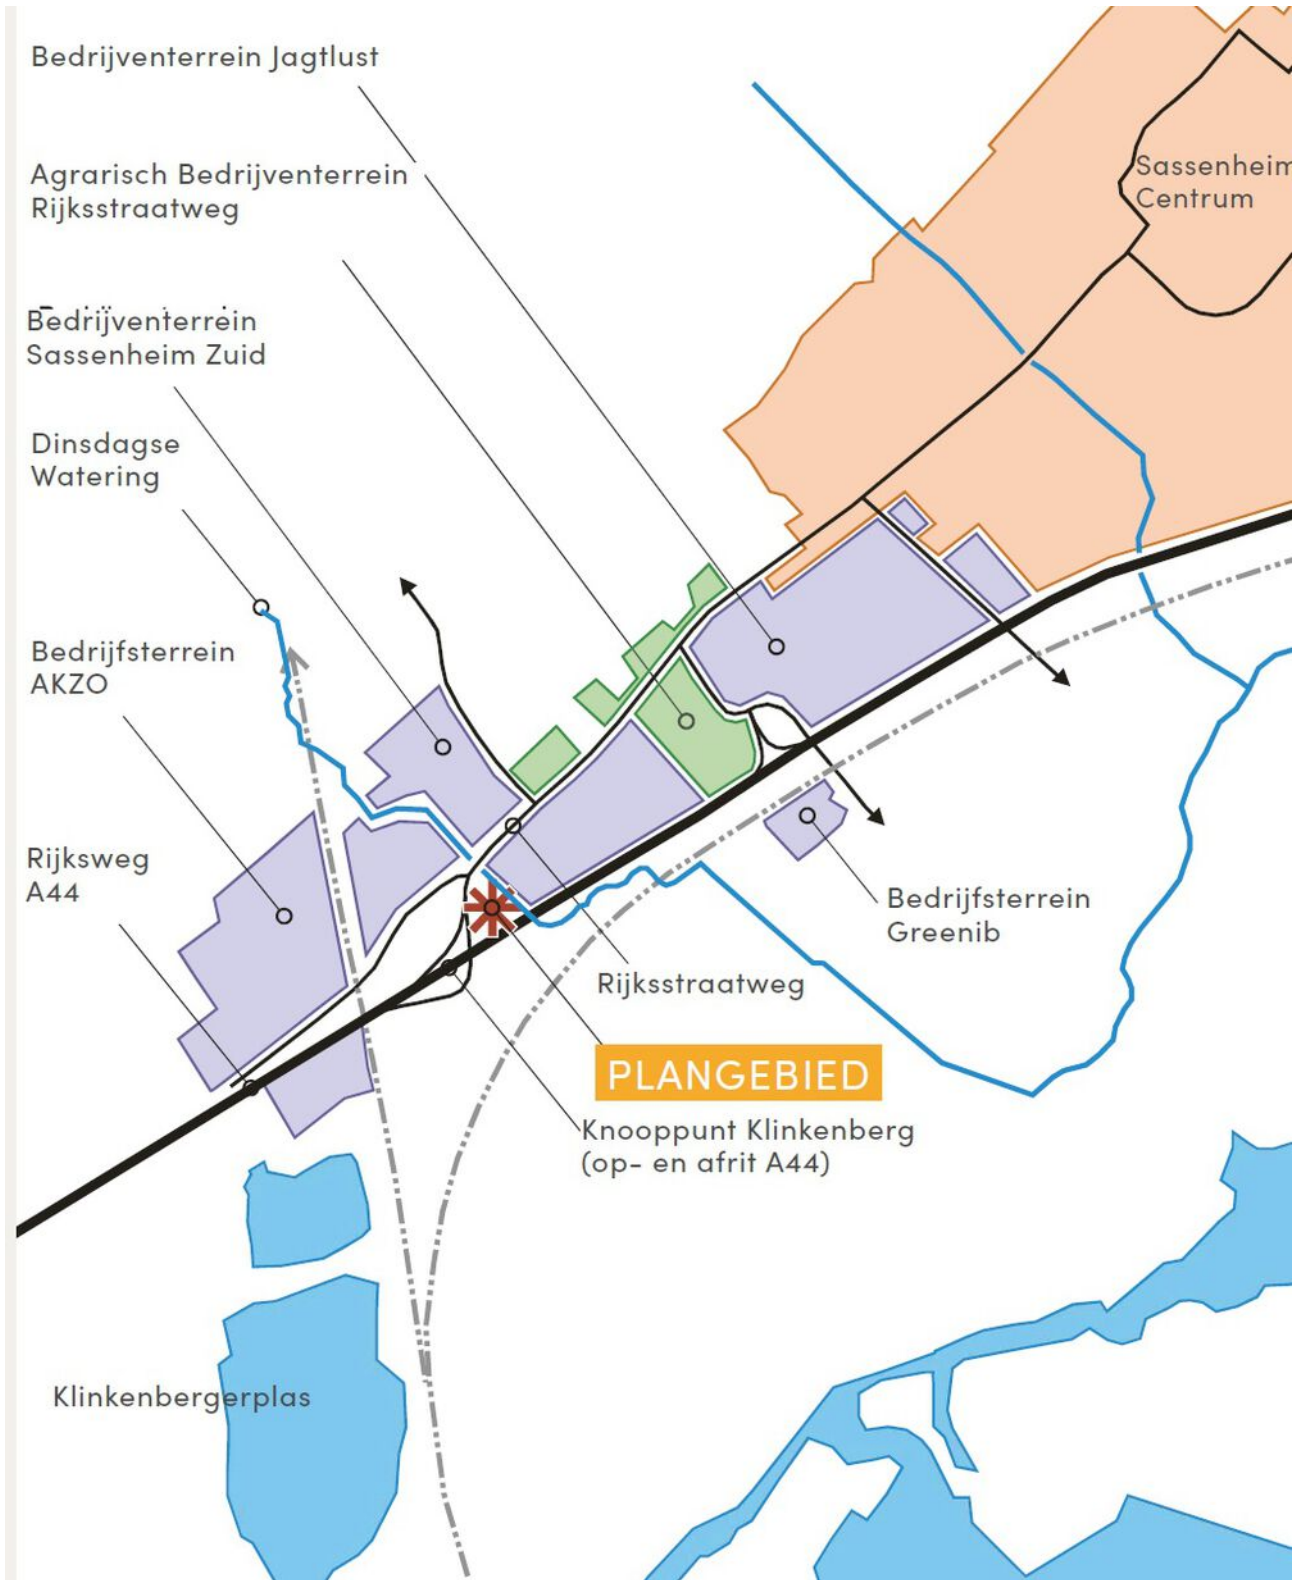 Bedrijventerrein Jagtlust
Agrarisch Bedrijventerrein
Rijksstraatweg
Sassenheim
Centrum
Bedrijventerrein
Sassenheim Zuid
Dinsdagse
Watering
Bedrijfsterrein
AKZO
Rijksweg
A44
Bedrijfsterrein
Greenib
Rijksstraatweg
PLANGEBIED
Knooppunt Klinkenberg
(op- en afrit A44)
Klinkenbergerplas